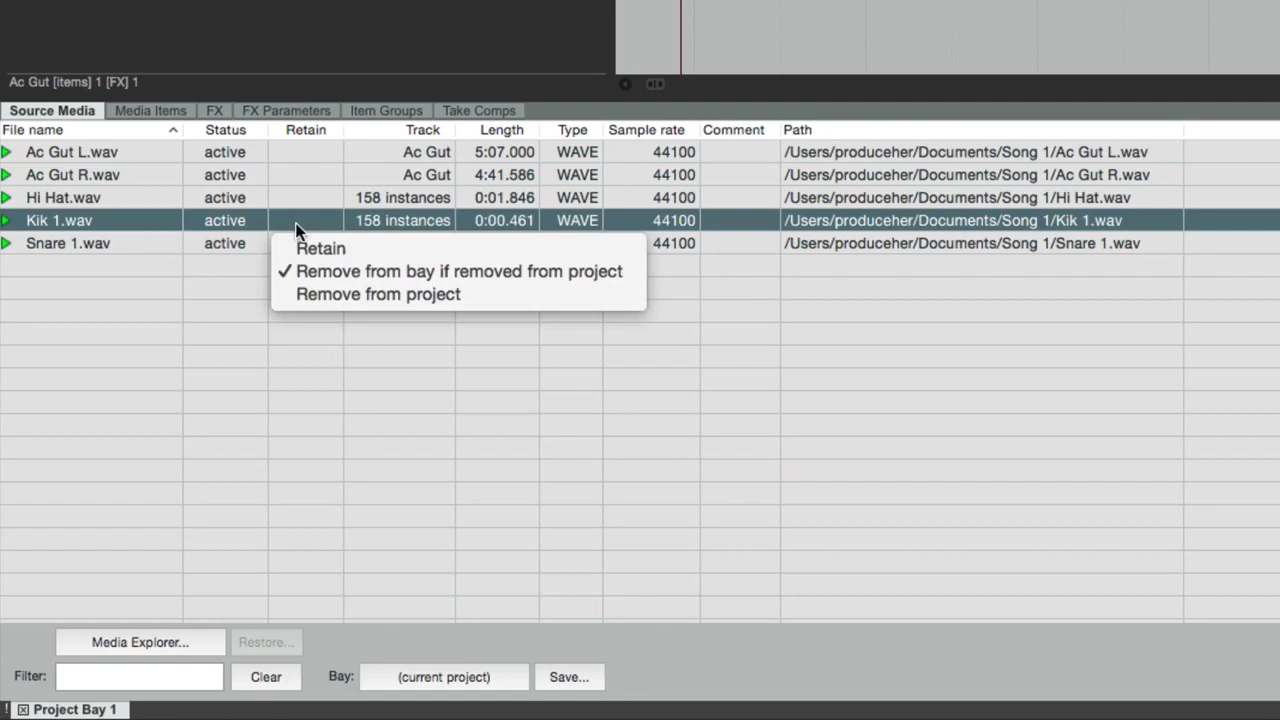 Ac Gut [items] 1 [FX] 1
Source Media Media Items FX FX Parameters Item Groups Take Comps
File name Status Retain Track Length Type Sample rate Comment Path
Ac Gut L.wav active Ac Gut 5:07.000 WAVE 44100 /Users/produceher/Documents/Song 1/Ac Gut L.wav
Ac Gut R.wav active Ac Gut 4:41.586 WAVE 44100 /Users/produceher/Documents/Song 1/Ac Gut R.wav
Hi Hat.wav active 158 instances 0:01.846 WAVE 44100 /Users/produceher/Documents/Song 1/Hi Hat.wav
Kik 1.wav active 158 instances 0:00.461 WAVE 44100 /Users/produceher/Documents/Song 1/Kik 1.wav
Snare 1.wav active 44100 /Users/produceher/Documents/Song 1/Snare 1.wav
Retain
✓ Remove from bay if removed from project
Remove from project
Media Explorer... Restore...
Filter: Clear Bay: (current project) Save...
! Project Bay 1